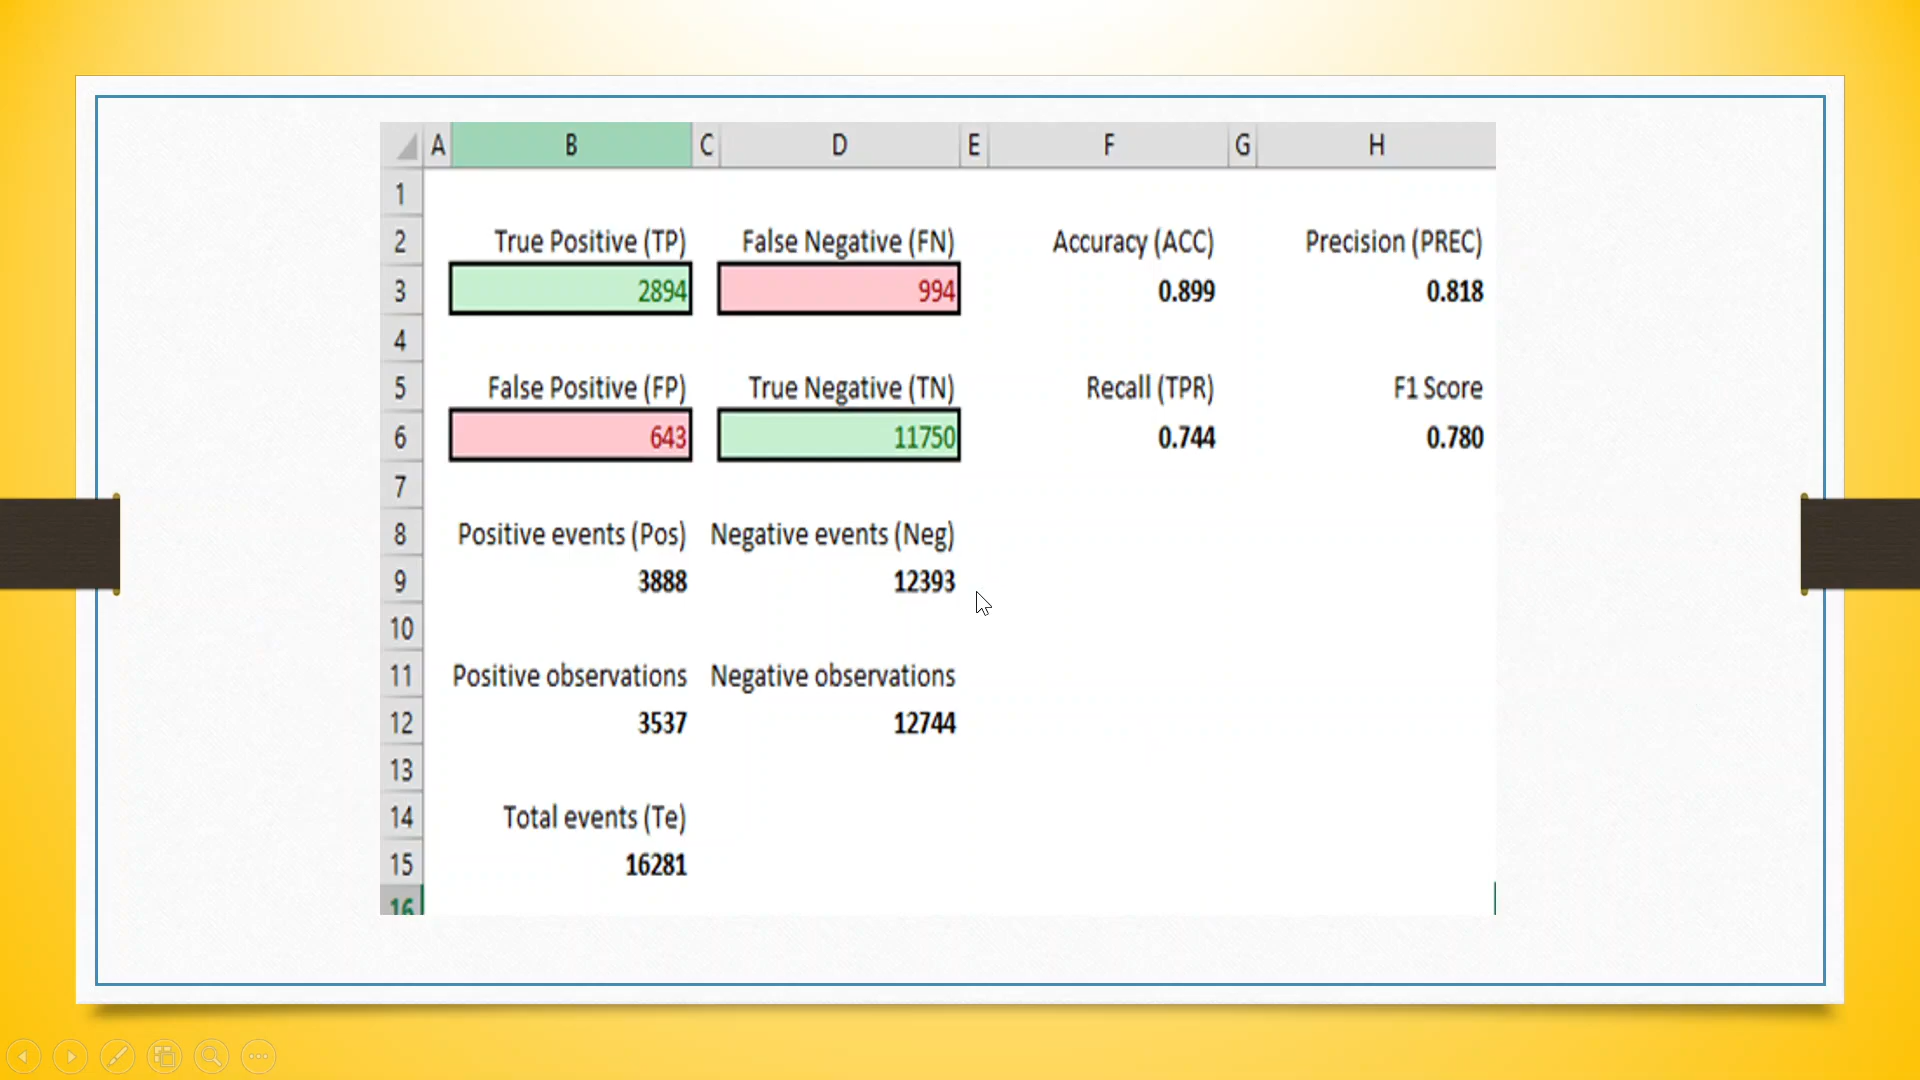 A B C D E F G H
1
2 True Positive (TP) False Negative (FN) Accuracy (ACC) Precision (PREC)
3 2894 994 0.899 0.818
4
5 False Positive (FP) True Negative (TN) Recall (TPR) F1 Score
6 643 11750 0.744 0.780
7
8 Positive events (Pos) Negative events (Neg)
9 3888 12393
10
11 Positive observations Negative observations
12 3537 12744
13
14 Total events (Te)
15 16281
16